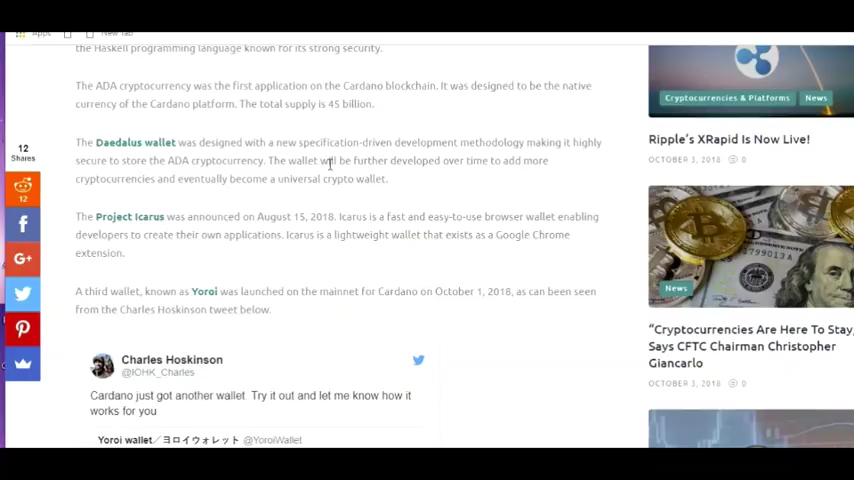 Apps
New Tab
the Haskell programming language known for its strong security.
The ADA cryptocurrency was the first application on the Cardano blockchain. It was designed to be the native
currency of the Cardano platform. The total supply is 45 billion.
The Daedalus wallet was designed with a new specification-driven development methodology making it highly
secure to store the ADA cryptocurrency. The wallet will be further developed over time to add more
cryptocurrencies and eventually become a universal crypto wallet.
12
Shares
12
The Project Icarus was announced on August 15, 2018. Icarus is a fast and easy-to-use browser wallet enabling
developers to create their own applications. Icarus is a lightweight wallet that exists as a Google Chrome
extension.
A third wallet, known as Yoroi was launched on the mainnet for Cardano on October 1, 2018, as can been seen
from the Charles Hoskinson tweet below.
Charles Hoskinson
@IOHK_Charles
Cardano just got another wallet. Try it out and let me know how it
works for you
Yoroi wallet／ヨロイウォレット @YoroiWallet
Cryptocurrencies & Platforms
News
Ripple's XRapid Is Now Live!
OCTOBER 3, 2018 0
News
“Cryptocurrencies Are Here To Stay,
Says CFTC Chairman Christopher
Giancarlo
OCTOBER 3, 2018 0